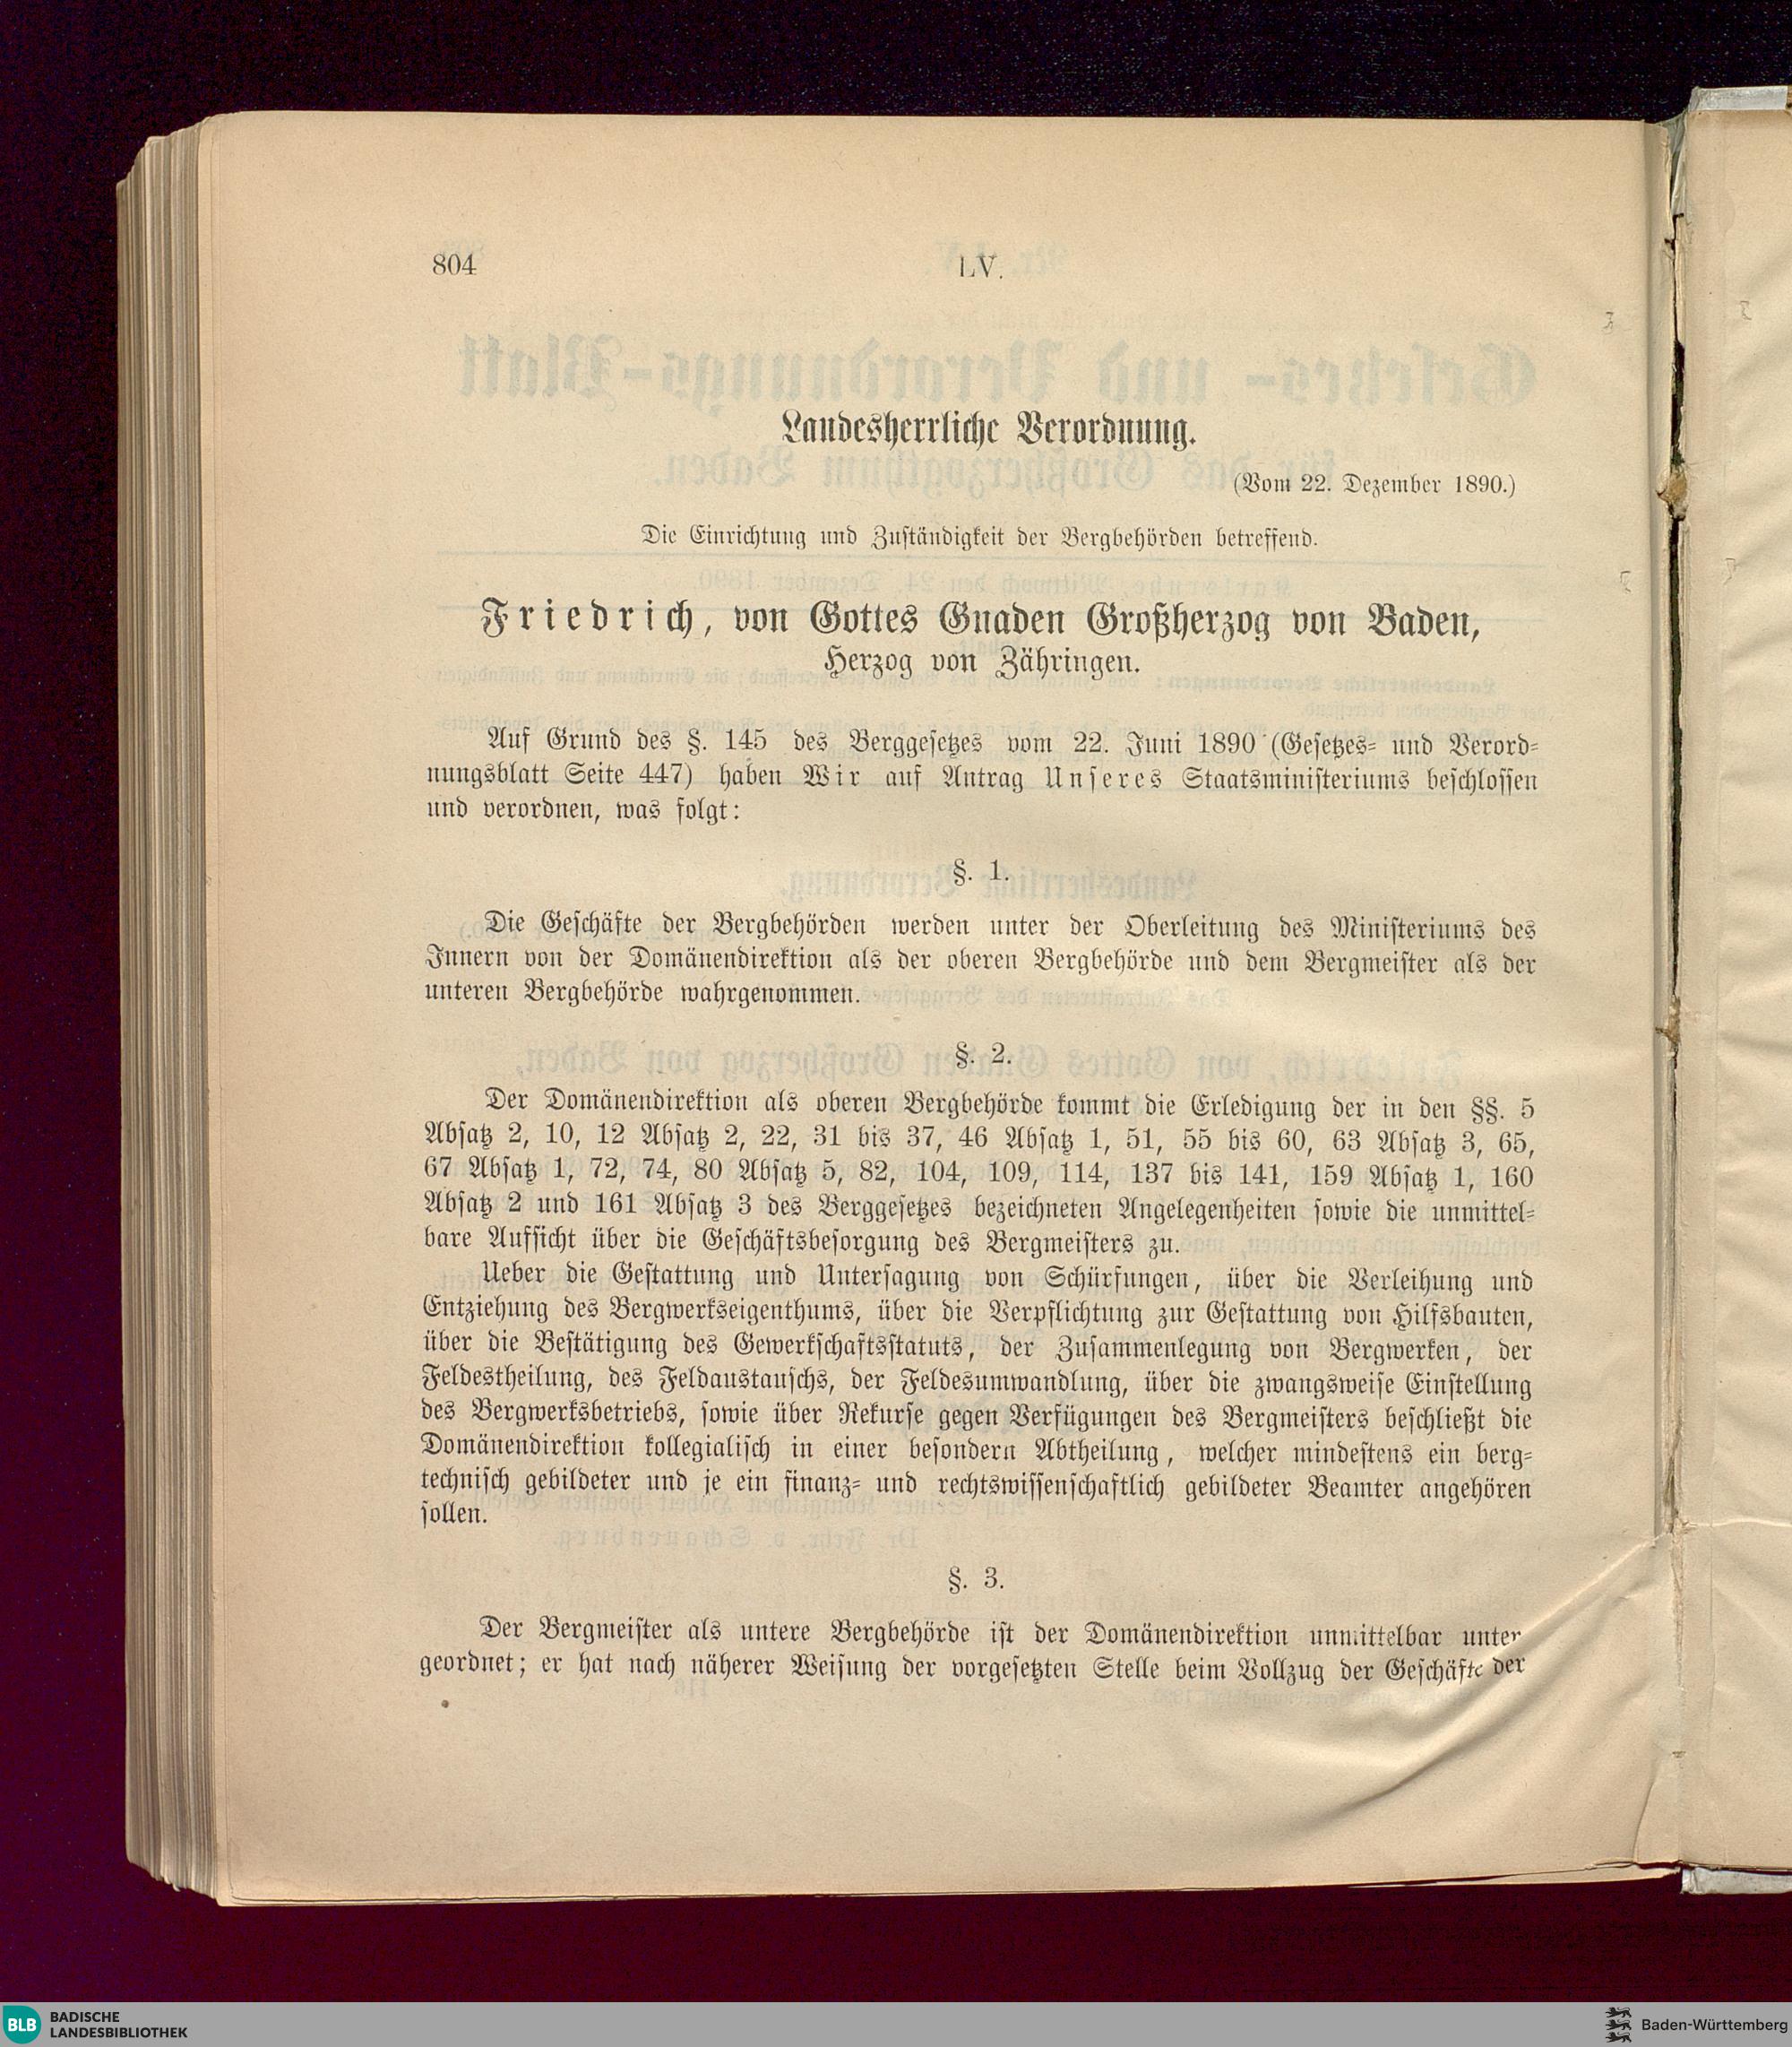 804
LV.
Landesherrliche Verordnung.
(Vom 22. Dezember 1890.)
Die Einrichtung und Zuständigkeit der Bergbehörden betreffend.
Friedrich, von Gottes Gnaden Großherzog von Baden,
Herzog von Zähringen.
Auf Grund des §. 145 des Berggesetzes vom 22. Juni 1890 (Gesetzes- und Verord-
nungsblatt Seite 447) haben Wir auf Antrag Unseres Staatsministeriums beschlossen
und verordnen, was folgt:
§. 1.
Die Geschäfte der Bergbehörden werden unter der Oberleitung des Ministeriums des
Innern von der Domänendirektion als der oberen Bergbehörde und dem Bergmeister als der
unteren Bergbehörde wahrgenommen.
§. 2.
Der Domänendirektion als oberen Bergbehörde kommt die Erledigung der in den §§. 5
Absatz 2, 10, 12 Absatz 2, 22, 31 bis 37, 46 Absatz 1, 51, 55 bis 60, 63 Absatz 3, 65,
67 Absatz 1, 72, 74, 80 Absatz 5, 82, 104, 109, 114, 137 bis 141, 159 Absatz 1, 160
Absatz 2 und 161 Absatz 3 des Berggesetzes bezeichneten Angelegenheiten sowie die unmittel-
bare Aufsicht über die Geschäftsbesorgung des Bergmeisters zu.
Ueber die Gestattung und Untersagung von Schürfungen, über die Verleihung und
Entziehung des Bergwerkseigenthums, über die Verpflichtung zur Gestattung von Hilfsbauten,
über die Bestätigung des Gewerkschaftsstatuts, der Zusammenlegung von Bergwerken, der
Feldestheilung, des Feldaustauschs, der Feldesumwandlung, über die zwangsweise Einstellung
des Bergwerksbetriebs, sowie über Rekurse gegen Verfügungen des Bergmeisters beschließt die
Domänendirektion kollegialisch in einer besondern Abtheilung, welcher mindestens ein berg-
technisch gebildeter und je ein finanz- und rechtswissenschaftlich gebildeter Beamter angehören
sollen.
§. 3.
Der Bergmeister als untere Bergbehörde ist der Domänendirektion unmittelbar unter
geordnet; er hat nach näherer Weisung der vorgesetzten Stelle beim Vollzug der Geschäfte der
BLB BADISCHE
LANDESBIBLIOTHEK
Baden-Württemberg